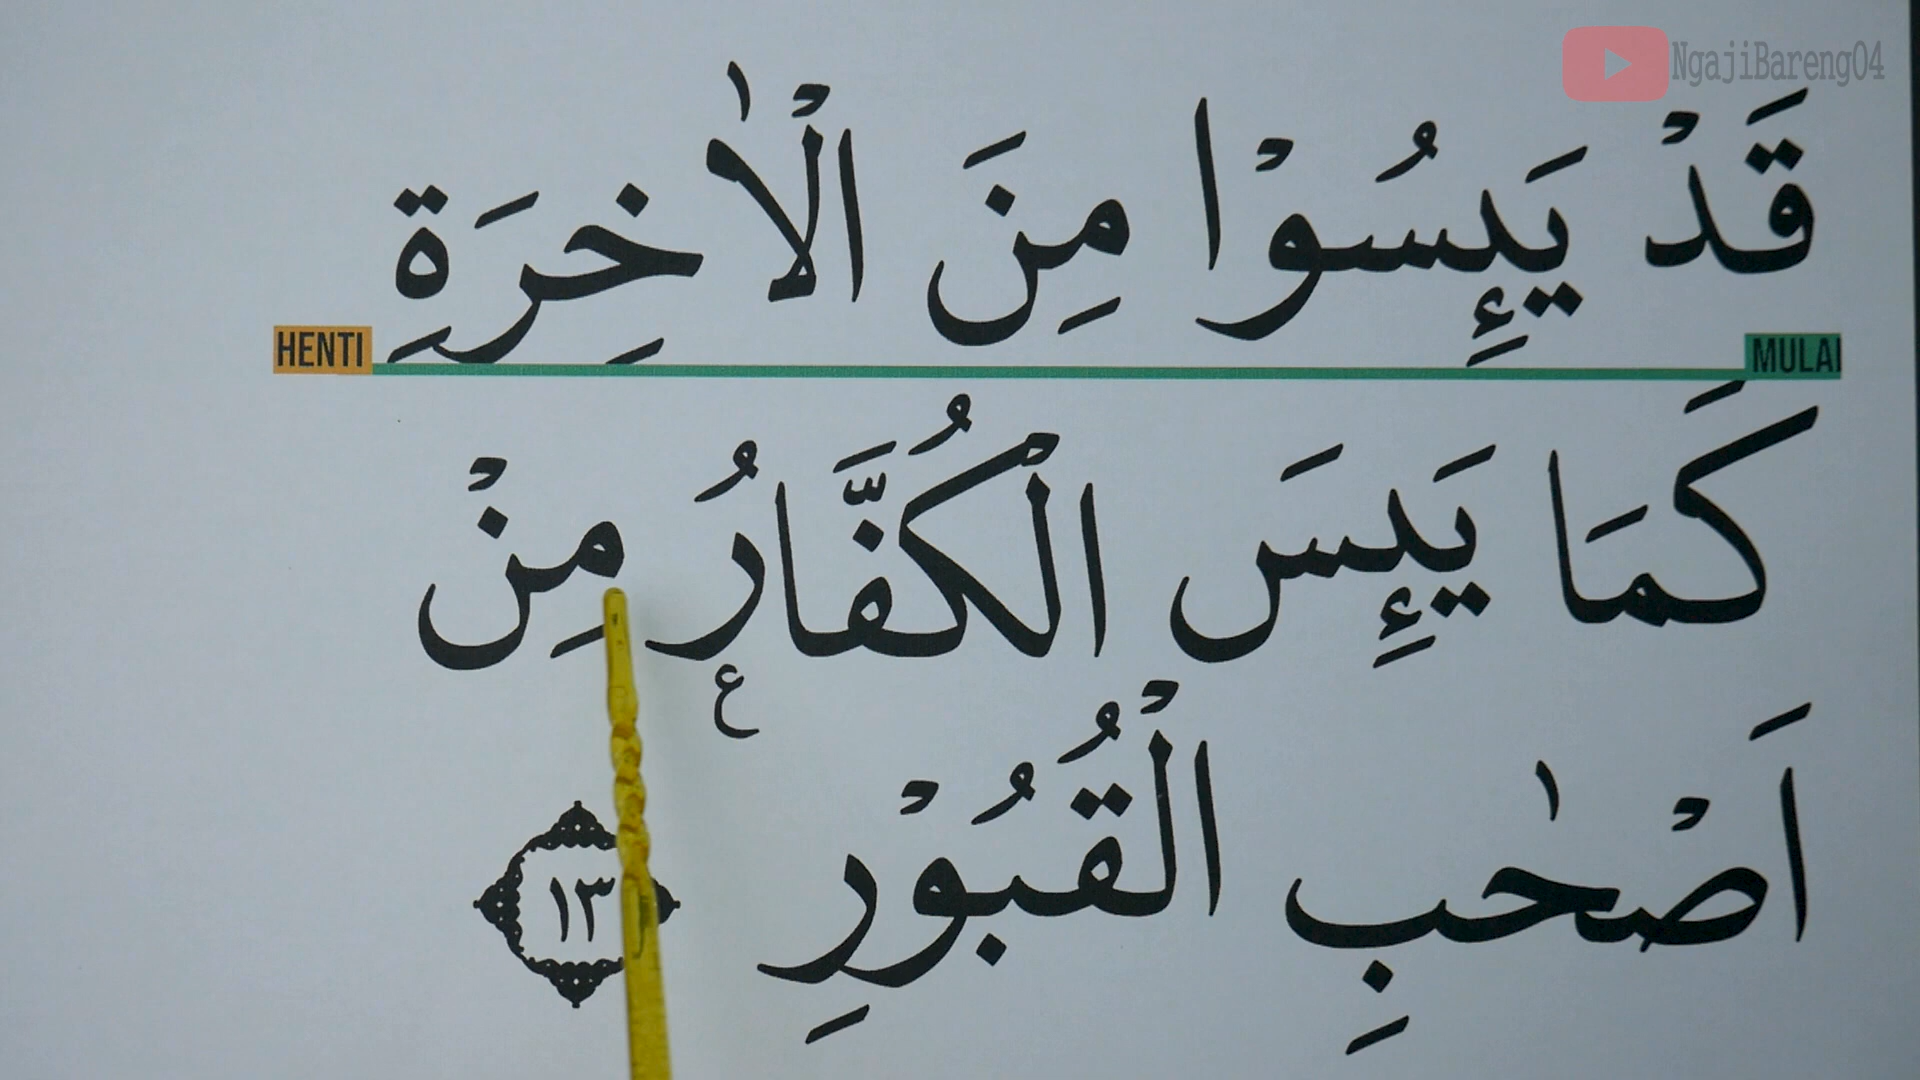 NgajiBareng04
قَدْ يَىِٕسُوْا مِنَ الْاٰخِرَةِ
HENTI MULAI
كَمَا يَىِٕسَ الْكُفَّارُ مِنْ
ع
اَصْحٰبِ الْقُبُوْرِ ١٣